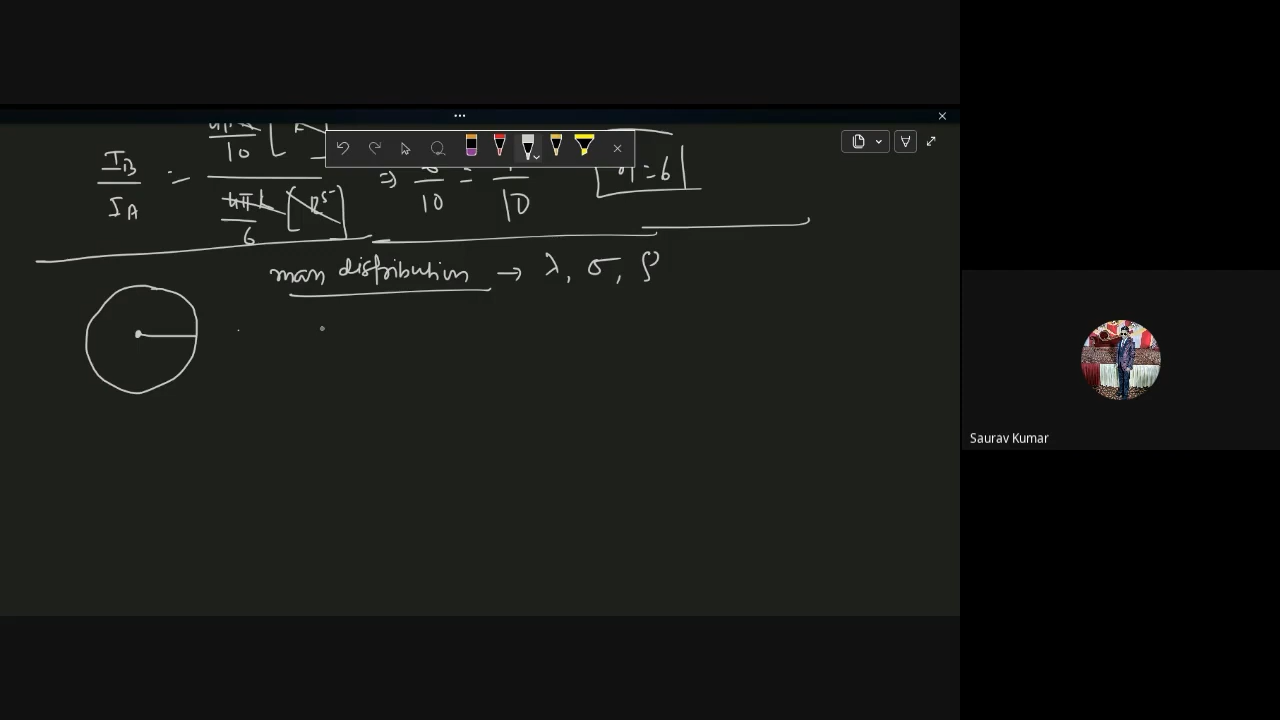 I_B / I_A = 10 / 6 ⇒ / 10 = / 10 n = 6
mass distribution → λ, σ, ρ
Saurav Kumar